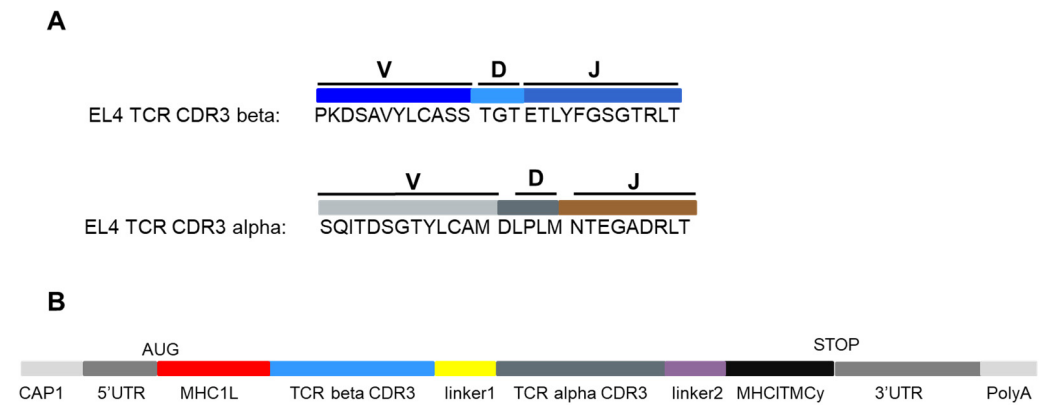 A
V D J
EL4 TCR CDR3 beta: PKDSAVYLCASS TGT ETLYFGSGTRLT
V D J
EL4 TCR CDR3 alpha: SQITDSGTYLCAM DLPLM NTEGADRLT
B
AUG STOP
CAP1 5'UTR MHC1L TCR beta CDR3 linker1 TCR alpha CDR3 linker2 MHCITMCy 3'UTR PolyA